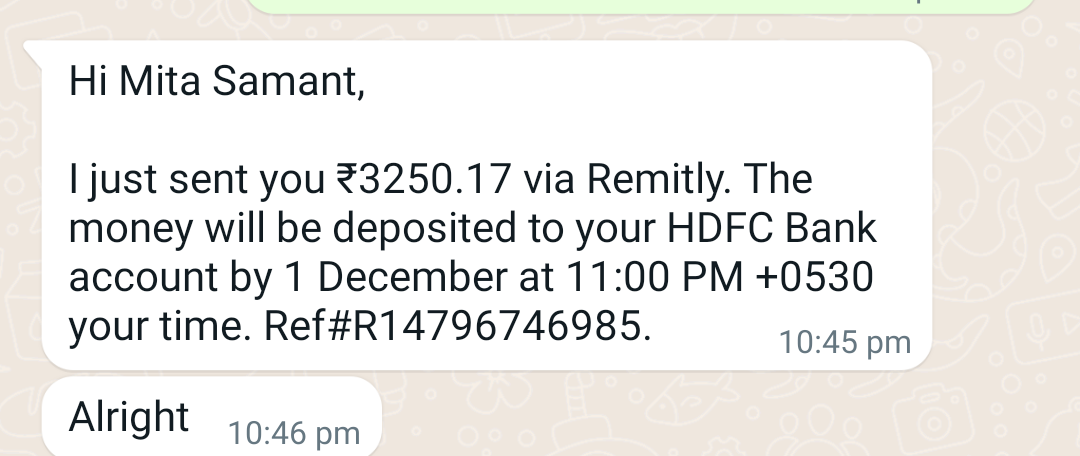 Hi Mita Samant,
I just sent you ₹3250.17 via Remitly. The
money will be deposited to your HDFC Bank
account by 1 December at 11:00 PM +0530
your time. Ref#R14796746985.
10:45 pm
Alright
10:46 pm